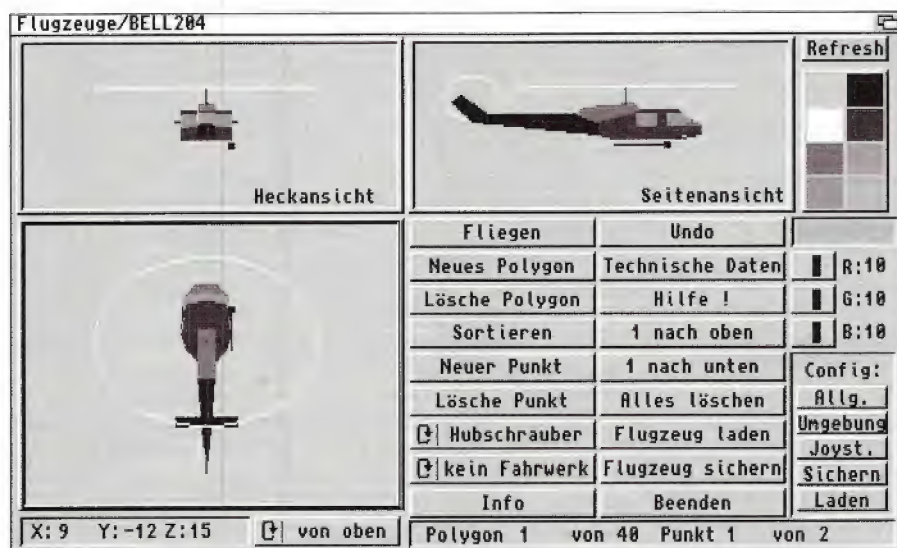 Flugzeuge/BELL204
Heckansicht
Seitenansicht
Refresh
Fliegen
Undo
Neues Polygon
Technische Daten
R:10
Lösche Polygon
Hilfe !
G:10
Sortieren
1 nach oben
B:10
Neuer Punkt
1 nach unten
Config:
Lösche Punkt
Alles löschen
Allg.
Umgebung
Hubschrauber
Flugzeug laden
Joyst.
kein Fahrwerk
Flugzeug sichern
Sichern
Info
Beenden
Laden
X: 9 Y:-12 Z:15
von oben
Polygon 1 von 40 Punkt 1 von 2